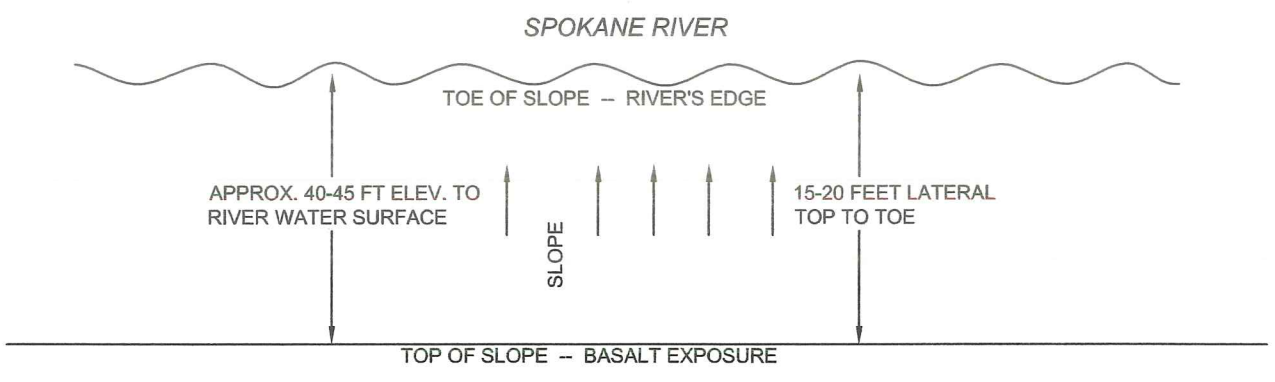 SPOKANE RIVER
TOE OF SLOPE -- RIVER'S EDGE
APPROX. 40-45 FT ELEV. TO
RIVER WATER SURFACE
SLOPE
15-20 FEET LATERAL
TOP TO TOE
TOP OF SLOPE -- BASALT EXPOSURE